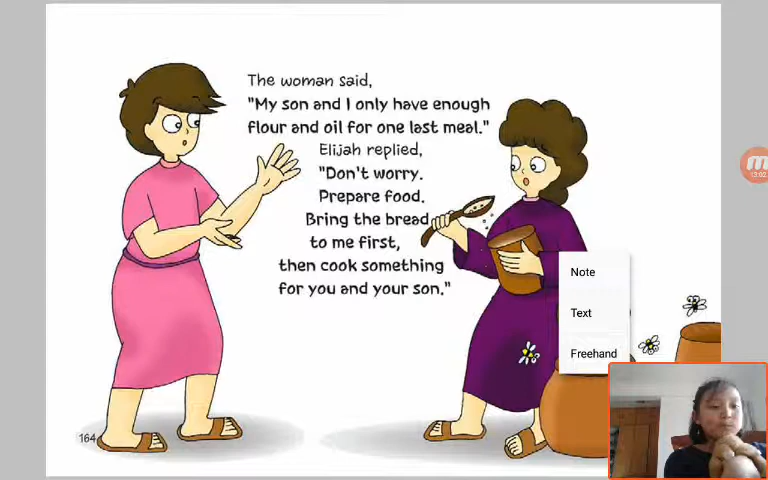 The woman said,
"My son and I only have enough
flour and oil for one last meal."
Elijah replied,
"Don't worry.
Prepare food.
Bring the bread
to me first,
then cook something
for you and your son."
Note
Text
Freehand
164
13:02